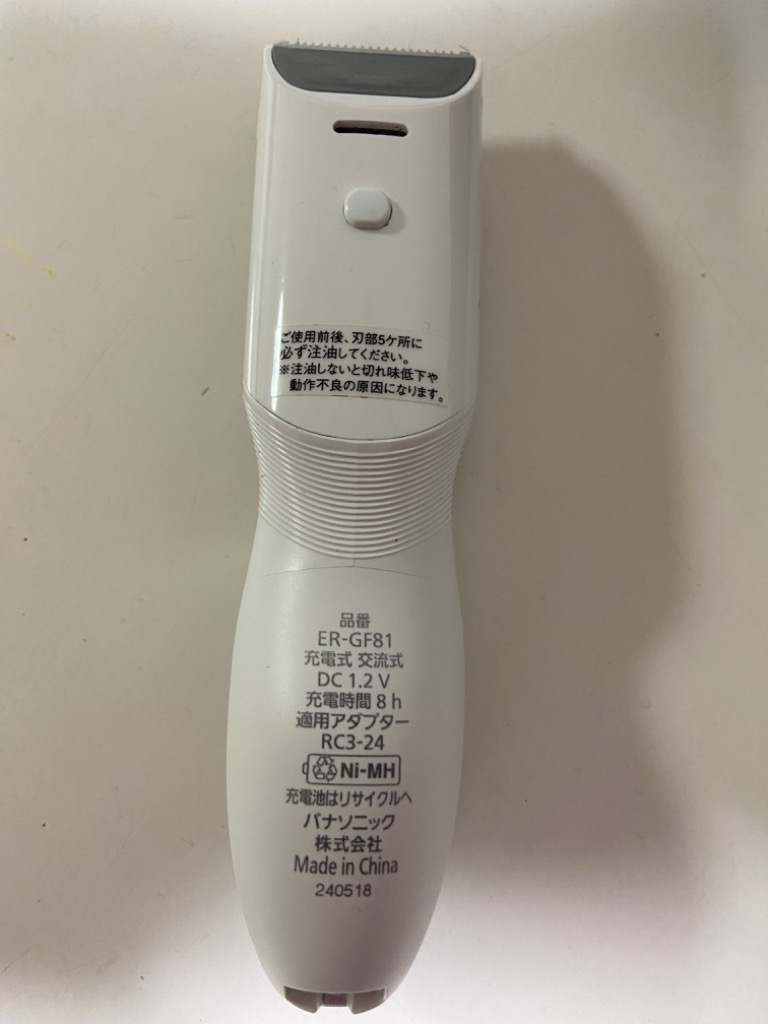 ご使用前後、刃部5ケ所に
必ず注油してください。
※注油しないと切れ味低下や
動作不良の原因になります。
品番
ER-GF81
充電式 交流式
DC 1.2 V
充電時間 8 h
適用アダプター
RC3-24
Ni-MH
充電池はリサイクルへ
パナソニック
株式会社
Made in China
240518